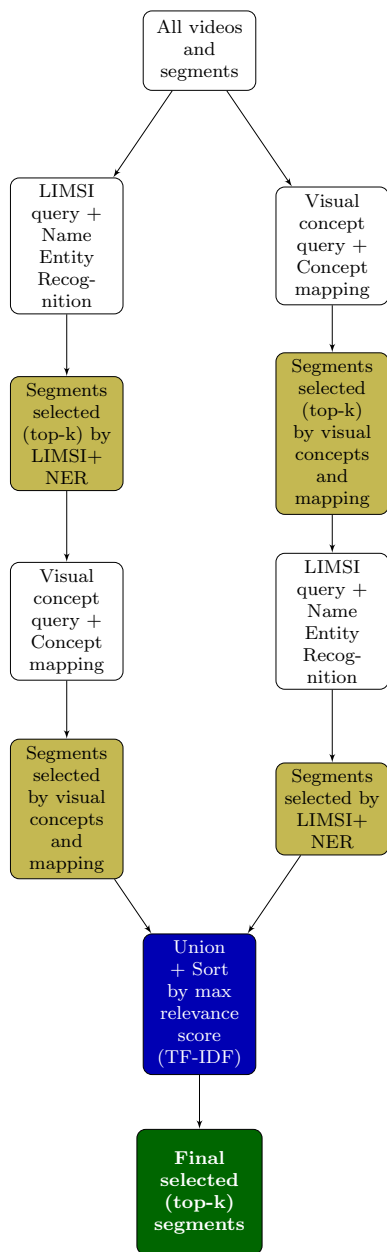 All videos
and
segments
LIMSI
query +
Name
Entity
Recog-
nition
Visual
concept
query +
Concept
mapping
Segments
selected
(top-k) by
LIMSI+
NER
Segments
selected
(top-k)
by visual
concepts
and
mapping
Visual
concept
query +
Concept
mapping
LIMSI
query +
Name
Entity
Recog-
nition
Segments
selected
by visual
concepts
and
mapping
Segments
selected by
LIMSI+
NER
Union
+ Sort
by max
relevance
score
(TF-IDF)
Final
selected
(top-k)
segments